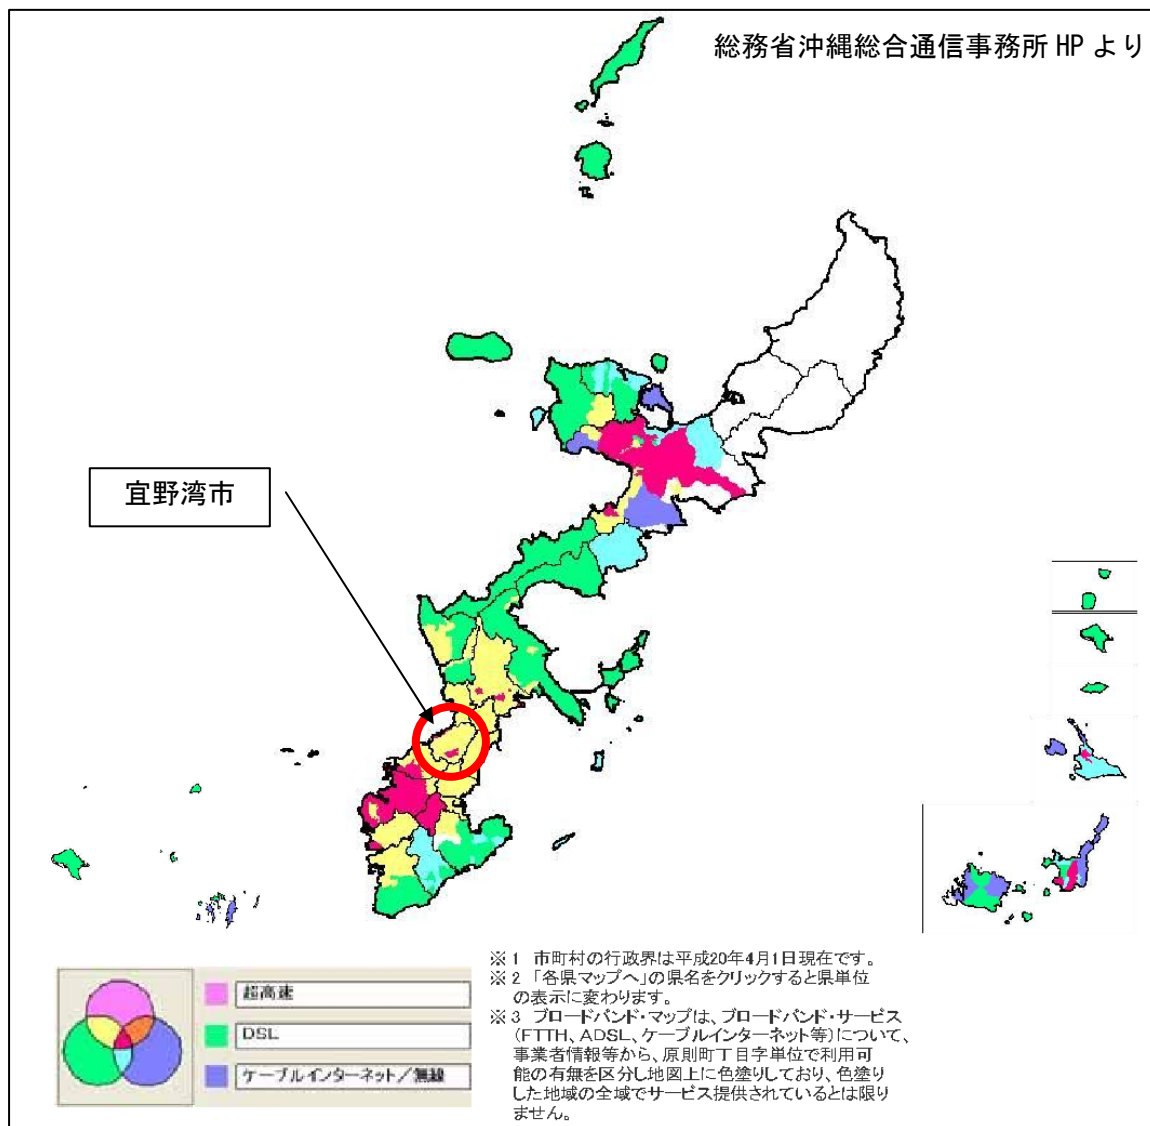 総務省沖縄総合通信事務所 HP より
宜野湾市
※1 市町村の行政界は平成20年4月1日現在です。
※2 「各県マップへ」の県名をクリックすると県単位
の表示に変わります。
※3 ブロードバンド・マップは、ブロードバンド・サービス
(FTTH、ADSL、ケーブルインターネット等)について、
事業者情報等から、原則町丁目字単位で利用可
能の有無を区分し地図上に色塗りしており、色塗り
した地域の全域でサービス提供されているとは限り
ません。
超高速
DSL
ケーブルインターネット／無線